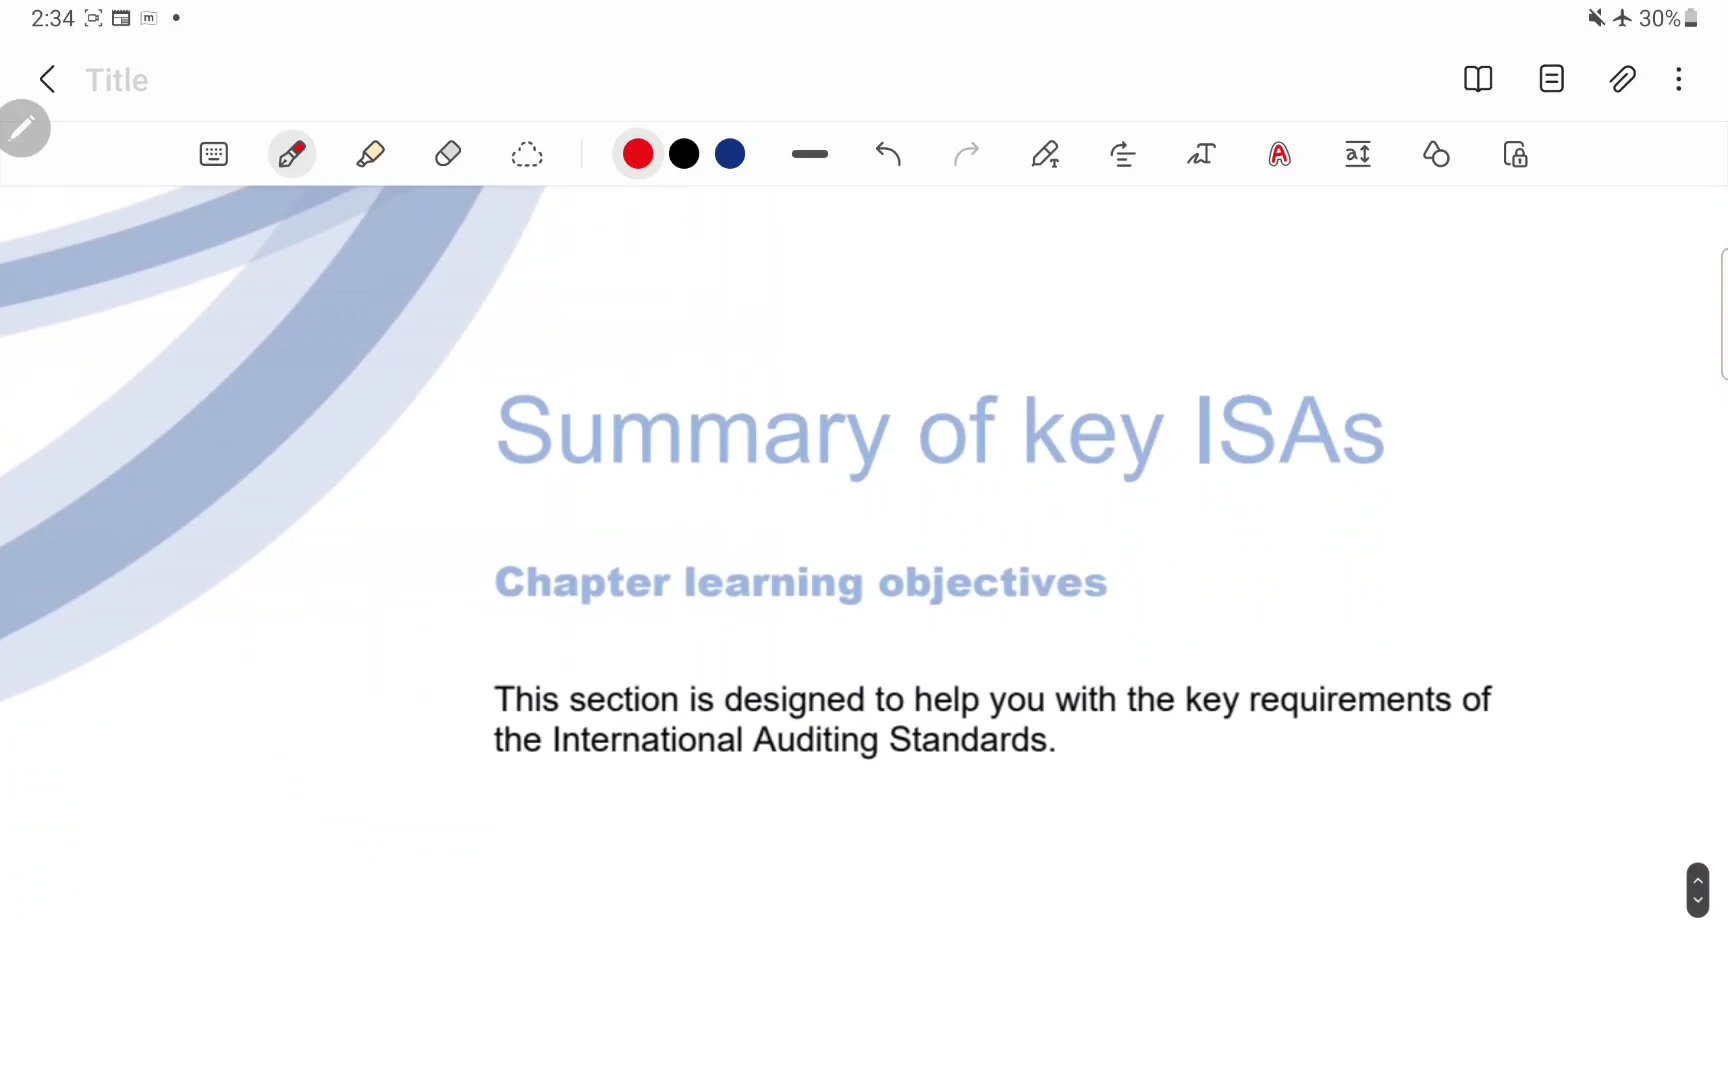 2:34
30%
Title
Summary of key ISAs
Chapter learning objectives
This section is designed to help you with the key requirements of
the International Auditing Standards.